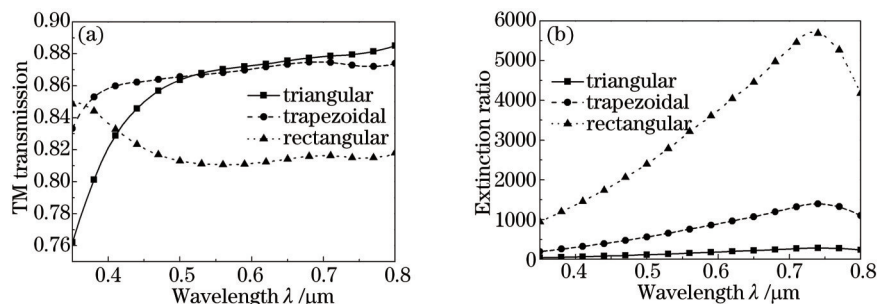 (a)
TM transmission
0.90
0.88
0.86
0.84
0.82
0.80
0.78
0.76
triangular
trapezoidal
rectangular
0.4
0.5
0.6
0.7
0.8
Wavelength λ /μm
(b)
Extinction ratio
6000
5000
4000
3000
2000
1000
0
triangular
trapezoidal
rectangular
0.4
0.5
0.6
0.7
0.8
Wavelength λ /μm